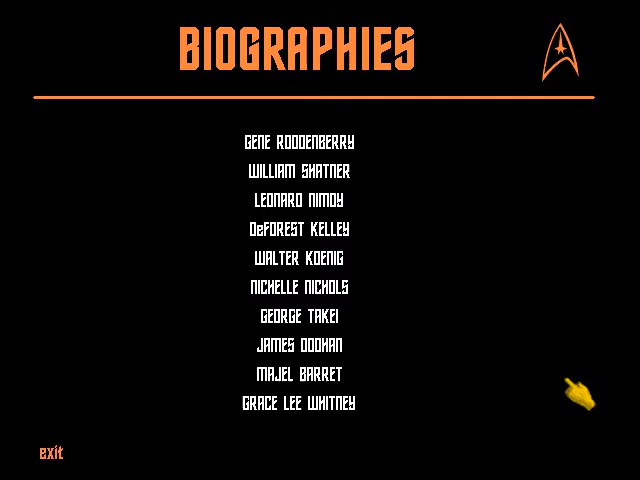 BIOGRAPHIES
GENE RODDENBERRY
WILLIAM SHATNER
LEONARD NIMOY
DeFOREST KELLEY
WALTER KOENIG
NICHELLE NICHOLS
GEORGE TAKEI
JAMES DOOHAN
MAJEL BARRET
GRACE LEE WHITNEY
exit